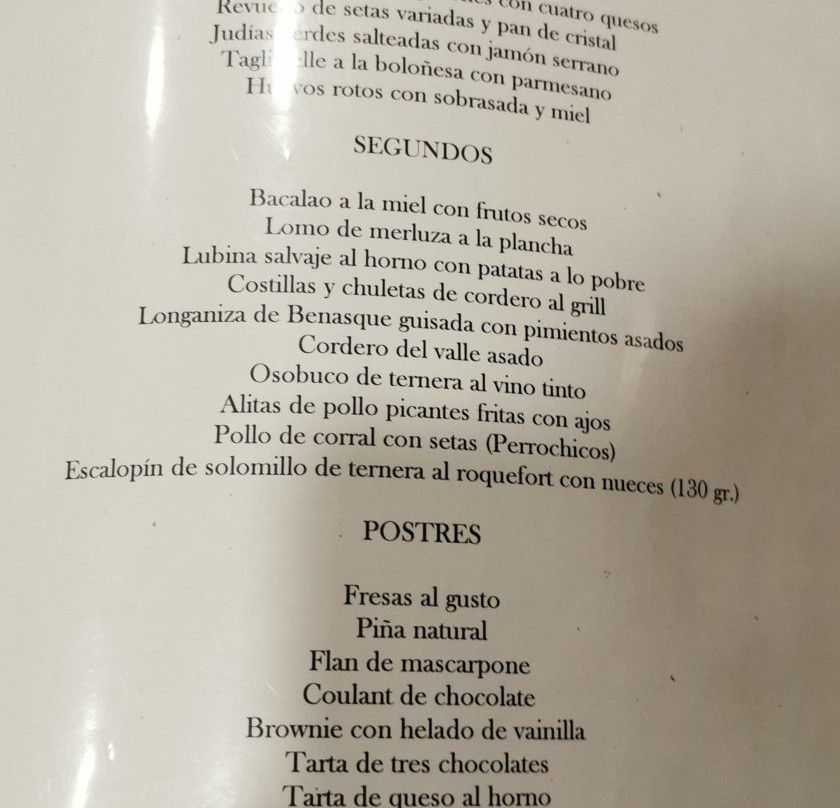 con cuatro quesos
de setas variadas y pan de cristal
Judías salteadas con jamón serrano
a la boloñesa con parmesano
rotos con sobrasada y miel
SEGUNDOS
Bacalao a la miel con frutos secos
Lomo de merluza a la plancha
Lubina salvaje al horno con patatas a lo pobre
Costillas y chuletas de cordero al grill
Longaniza de Benasque guisada con pimientos asados
Cordero del valle asado
Osobuco de ternera al vino tinto
Alitas de pollo picantes fritas con ajos
Pollo de corral con setas (Perrochicos)
Escalopín de solomillo de ternera al roquefort con nueces (130 gr.)
POSTRES
Fresas al gusto
Piña natural
Flan de mascarpone
Coulant de chocolate
Brownie con helado de vainilla
Tarta de tres chocolates
Tarta de queso al horno